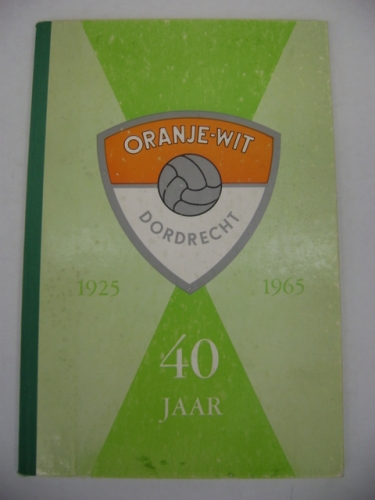 ORANJE-WIT
DORDRECHT
1925 1965
40
JAAR